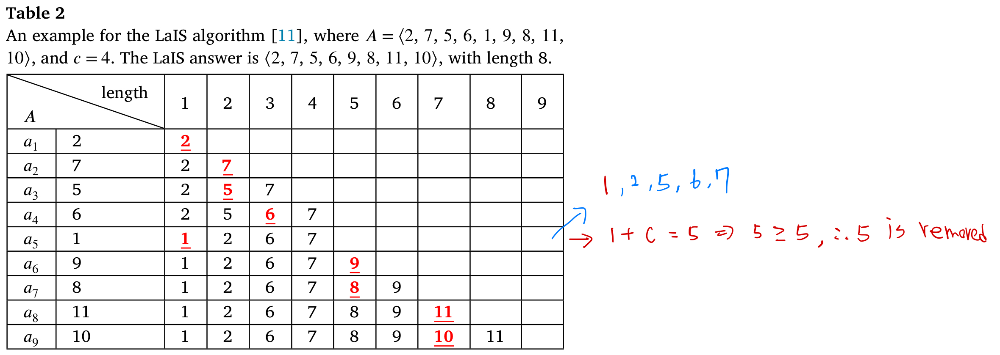 Table 2
An example for the LaIS algorithm [11], where A = ⟨2, 7, 5, 6, 1, 9, 8, 11,
10⟩, and c = 4. The LaIS answer is ⟨2, 7, 5, 6, 9, 8, 11, 10⟩, with length 8.
length
A 1 2 3 4 5 6 7 8 9
a₁ 2 2
a₂ 7 2 7
a₃ 5 2 5 7
a₄ 6 2 5 6 7
a₅ 1 1 2 6 7
a₆ 9 1 2 6 7 9
a₇ 8 1 2 6 7 8 9
a₈ 11 1 2 6 7 8 9 11
a₉ 10 1 2 6 7 8 9 10 11
1, 2, 5, 6, 7
→ 1 + c = 5 ⇒ 5 ≥ 5, ∴ 5 is removed